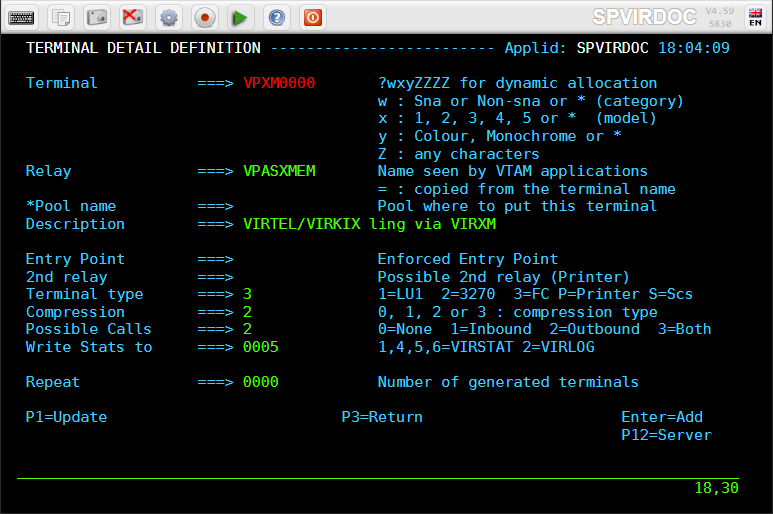 SPVIRDOC V4.59 5830 EN
TERMINAL DETAIL DEFINITION ------------------------- Applid: SPVIRDOC 18:04:09
Terminal ===> VPXM0000 ?wxyZZZZ for dynamic allocation
w : Sna or Non-sna or * (category)
x : 1, 2, 3, 4, 5 or * (model)
y : Colour, Monochrome or *
Z : any characters
Relay ===> VPASXMEM Name seen by VTAM applications
= : copied from the terminal name
*Pool name ===> Pool where to put this terminal
Description ===> VIRTEL/VIRKIX ling via VIRXM
Entry Point ===> Enforced Entry Point
2nd relay ===> Possible 2nd relay (Printer)
Terminal type ===> 3 1=LU1 2=3270 3=FC P=Printer S=Scs
Compression ===> 2 0, 1, 2 or 3 : compression type
Possible Calls ===> 2 0=None 1=Inbound 2=Outbound 3=Both
Write Stats to ===> 0005 1,4,5,6=VIRSTAT 2=VIRLOG
Repeat ===> 0000 Number of generated terminals
P1=Update P3=Return Enter=Add
P12=Server
18,30